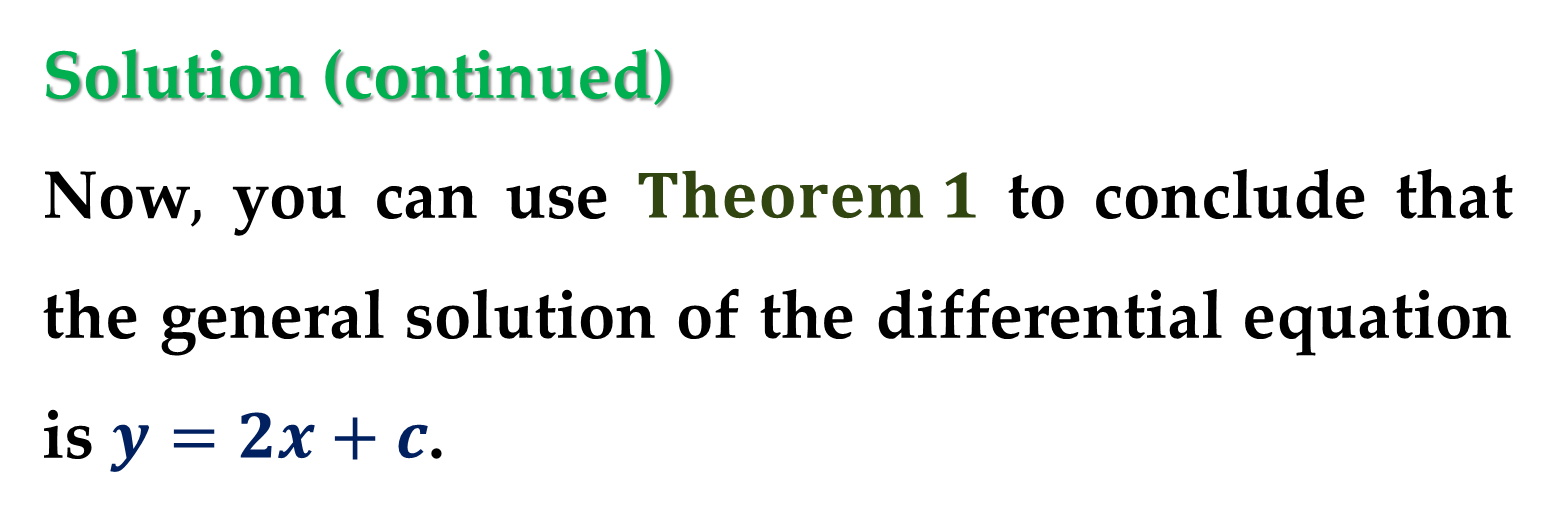 Solution (continued)
Now, you can use Theorem 1 to conclude that
the general solution of the differential equation
is y = 2x + c.